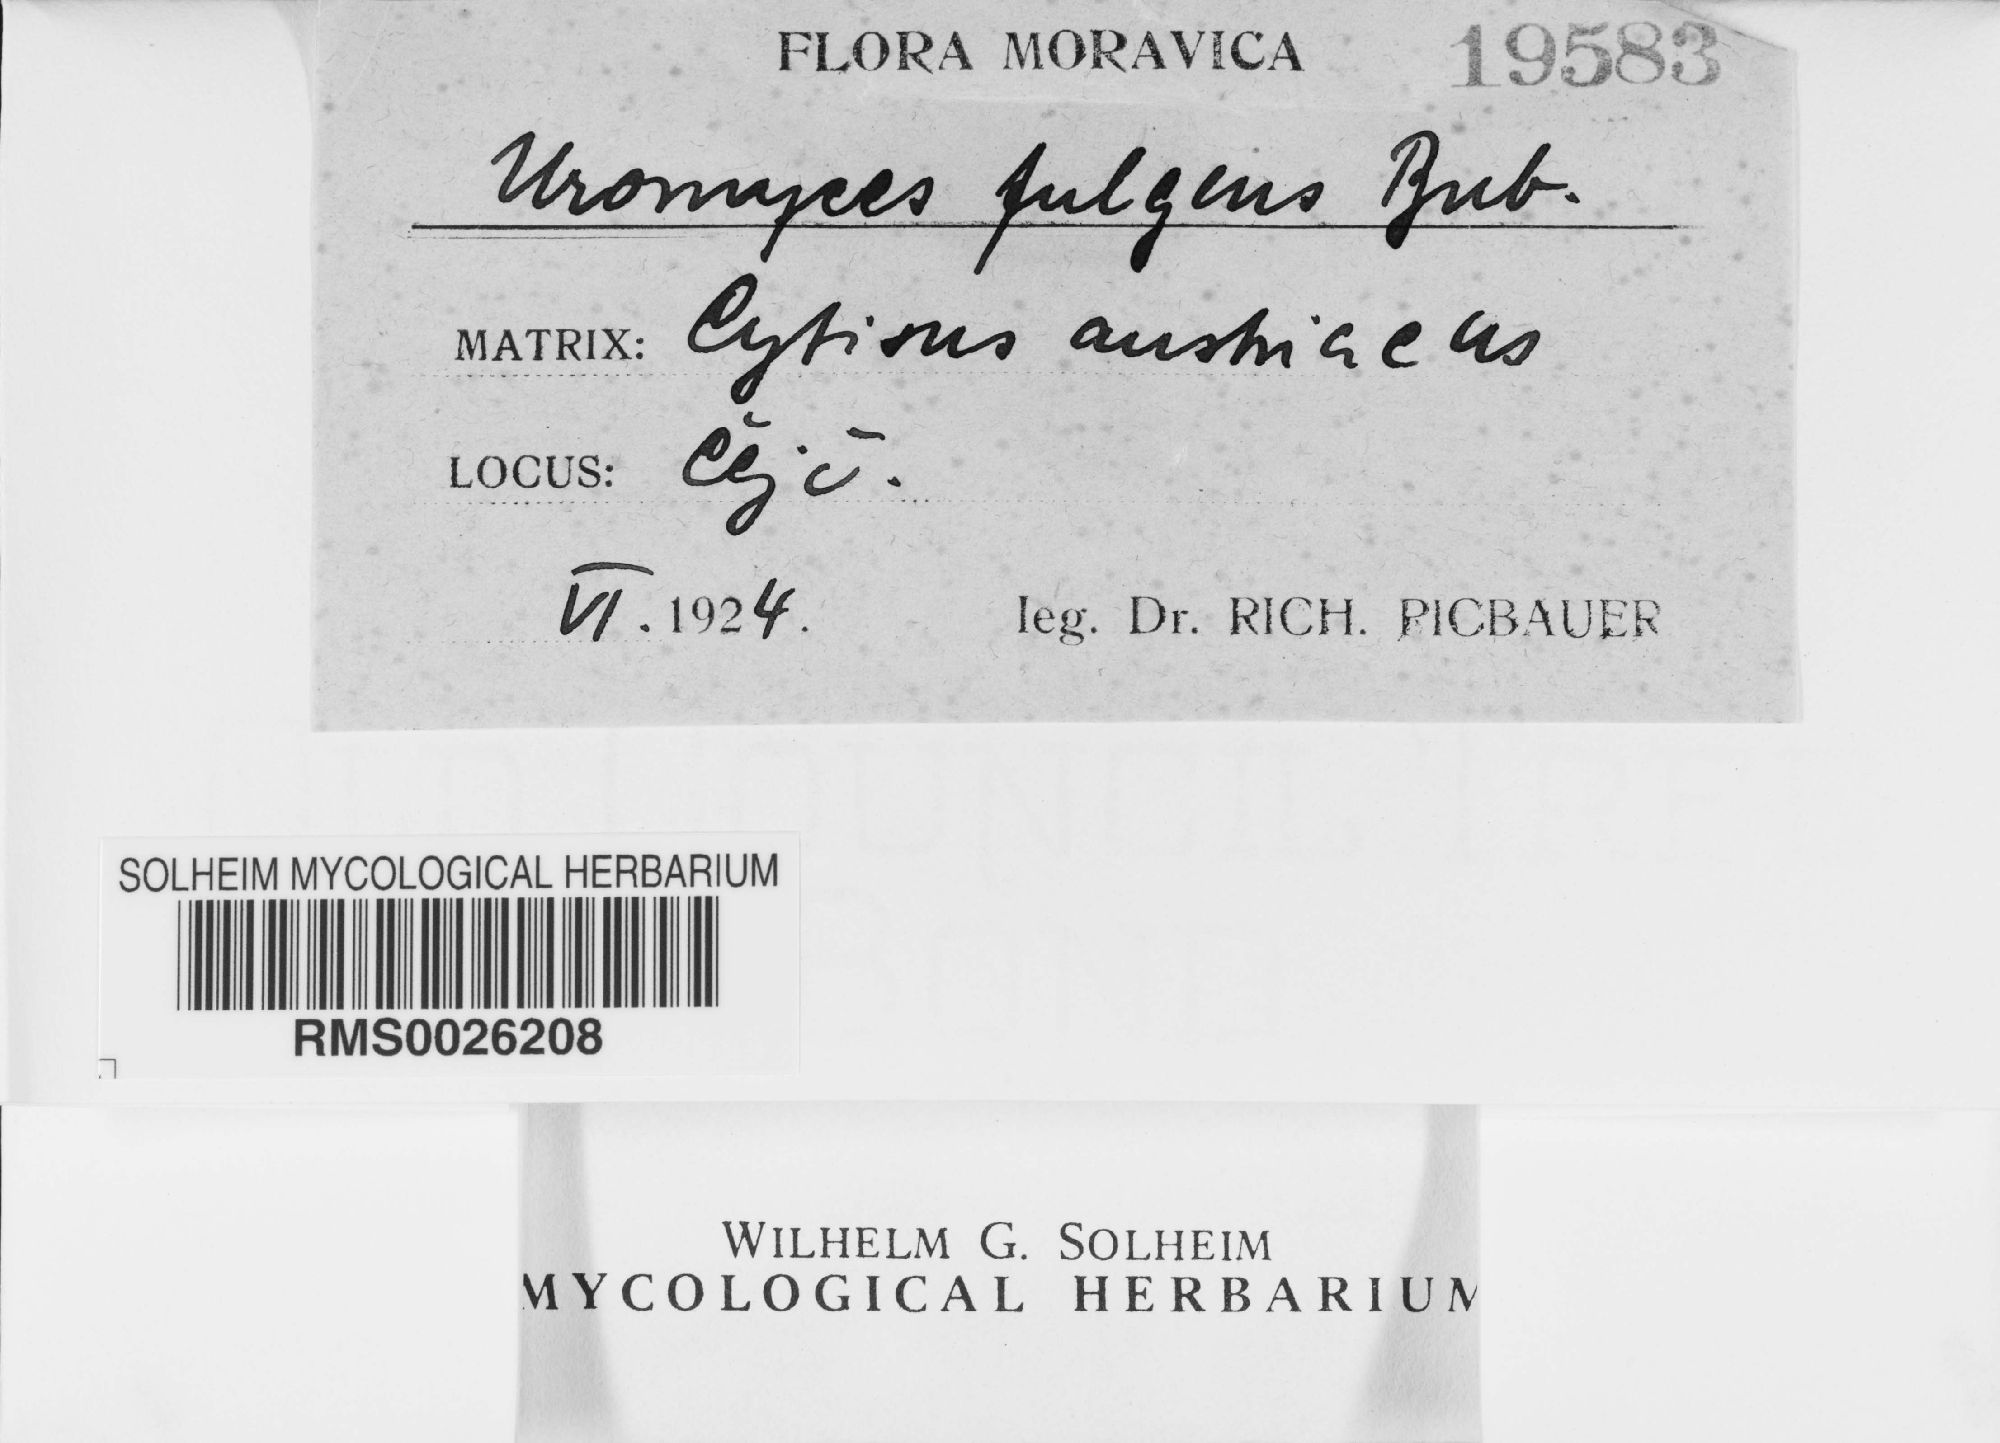 FLORA MORAVICA 19583
Uromyces fulgens Bub.
MATRIX: Cytisus austriacus
LOCUS: Čejč.
VI. 1924. leg. Dr. RICH. PICBAUER
SOLHEIM MYCOLOGICAL HERBARIUM
RMS0026208
WILHELM G. SOLHEIM
MYCOLOGICAL HERBARIUM